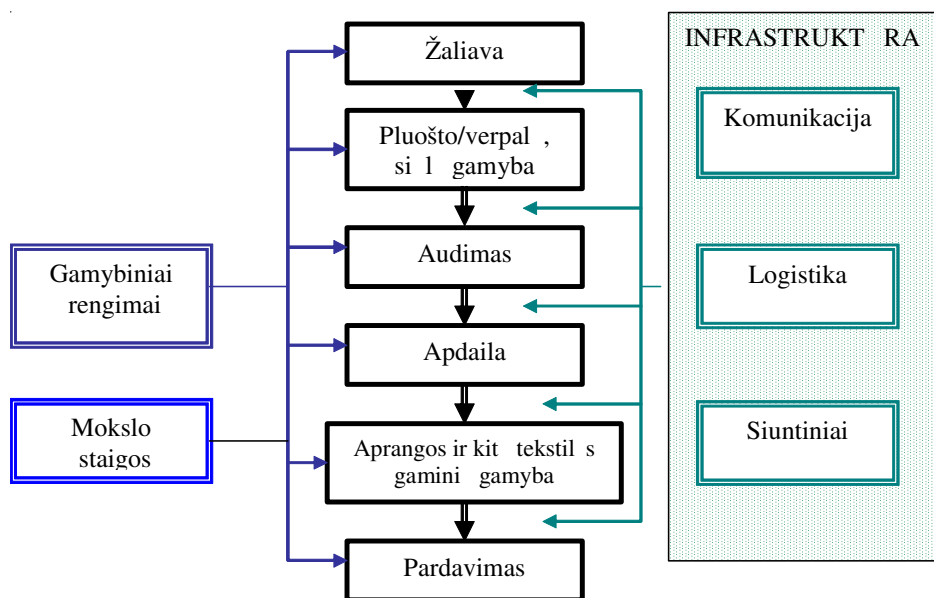 Žaliava
Pluošto/verpal ,
si l gamyba
Audimas
Apdaila
Aprangos ir kit tekstil s
gamini gamyba
Pardavimas
Gamybiniai
rengimai
Mokslo
staigos
INFRASTRUKT RA
Komunikacija
Logistika
Siuntiniai